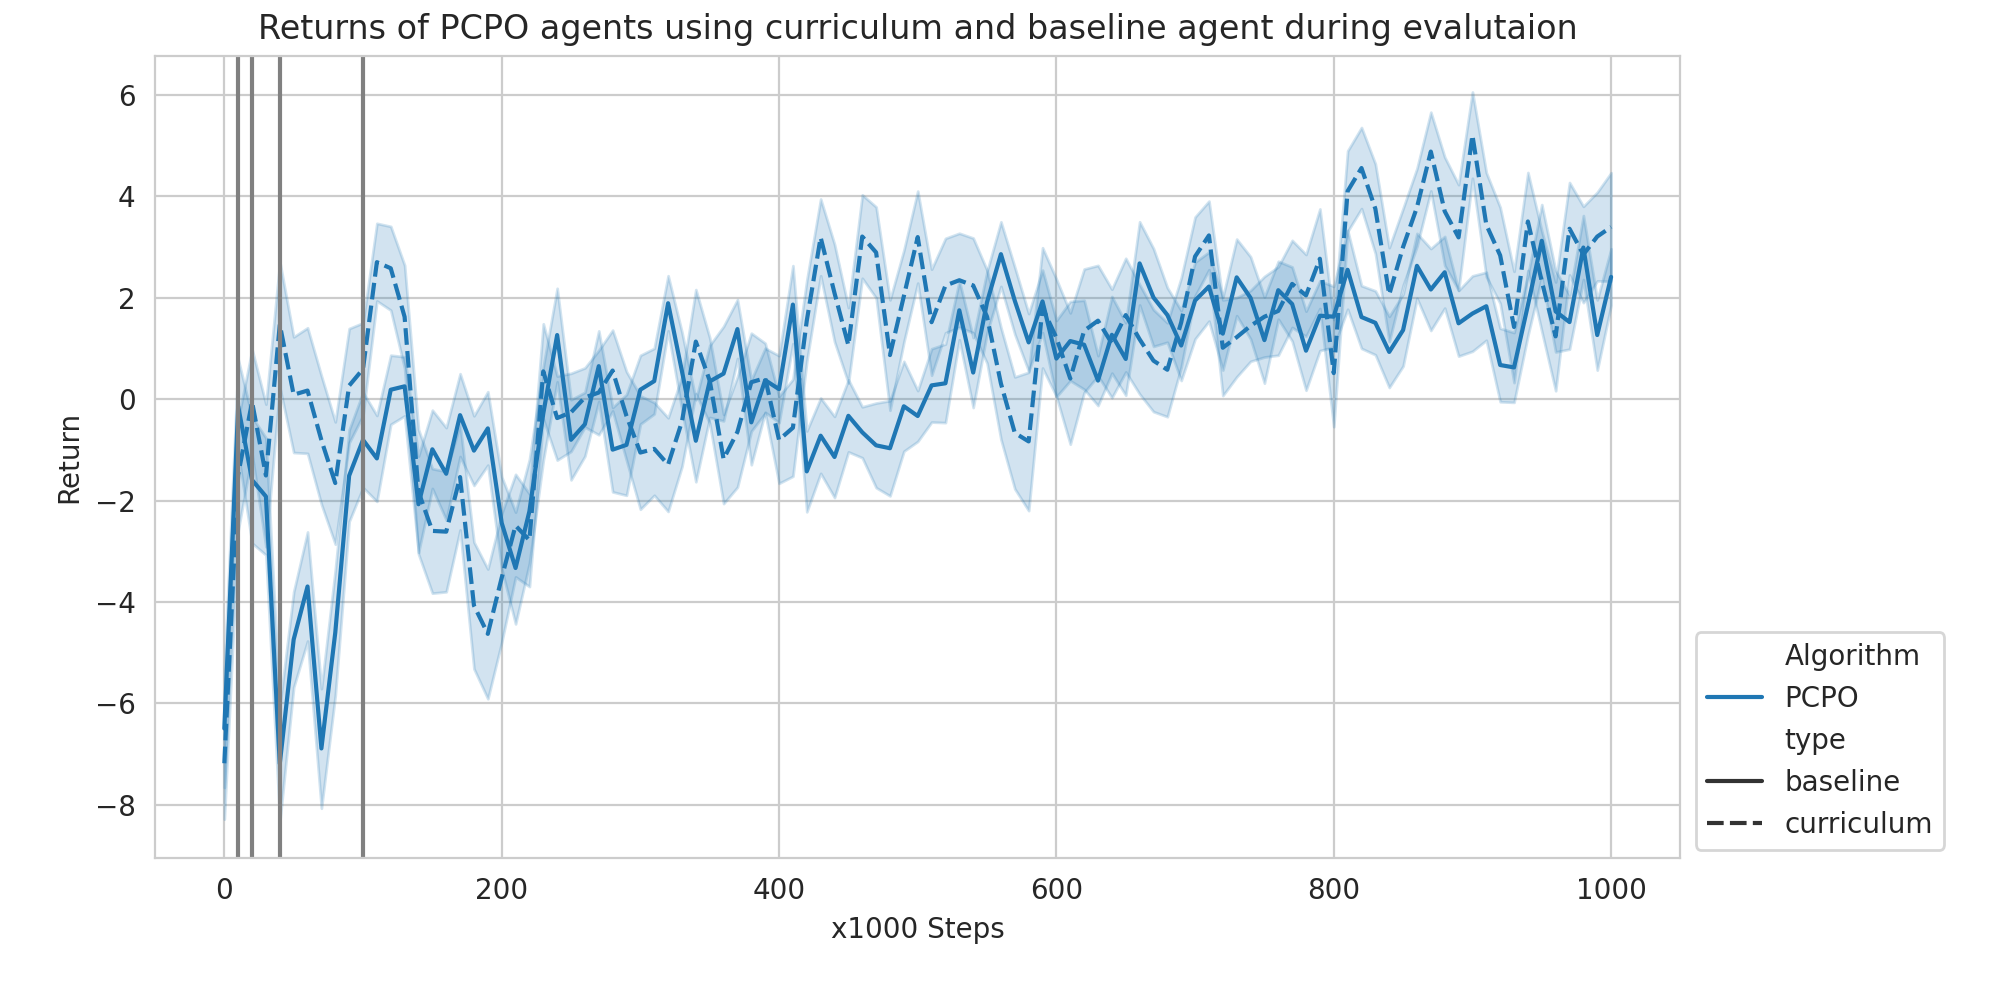 Returns of PCPO agents using curriculum and baseline agent during evalutaion
6
4
2
0
−2
−4
−6
−8
Return
0 200 400 600 800 1000
x1000 Steps
Algorithm
PCPO
type
baseline
curriculum